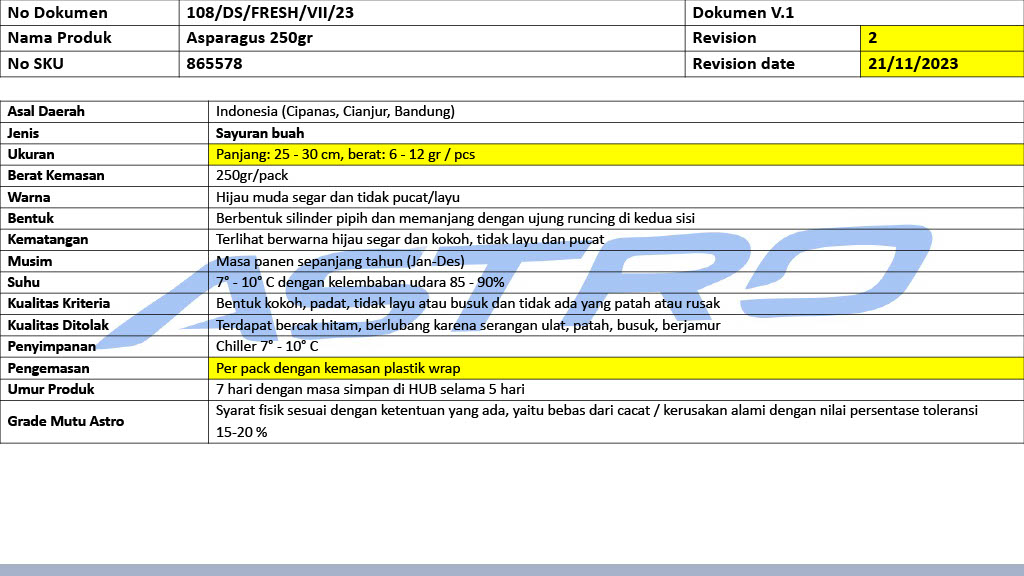 No Dokumen 108/DS/FRESH/VII/23 Dokumen V.1
Nama Produk Asparagus 250gr Revision 2
No SKU 865578 Revision date 21/11/2023
Asal Daerah Indonesia (Cipanas, Cianjur, Bandung)
Jenis Sayuran buah
Ukuran Panjang: 25 - 30 cm, berat: 6 - 12 gr / pcs
Berat Kemasan 250gr/pack
Warna Hijau muda segar dan tidak pucat/layu
Bentuk Berbentuk silinder pipih dan memanjang dengan ujung runcing di kedua sisi
Kematangan Terlihat berwarna hijau segar dan kokoh, tidak layu dan pucat
Musim Masa panen sepanjang tahun (Jan-Des)
Suhu 7° - 10° C dengan kelembaban udara 85 - 90%
Kualitas Kriteria Bentuk kokoh, padat, tidak layu atau busuk dan tidak ada yang patah atau rusak
Kualitas Ditolak Terdapat bercak hitam, berlubang karena serangan ulat, patah, busuk, berjamur
Penyimpanan Chiller 7° - 10° C
Pengemasan Per pack dengan kemasan plastik wrap
Umur Produk 7 hari dengan masa simpan di HUB selama 5 hari
Grade Mutu Astro Syarat fisik sesuai dengan ketentuan yang ada, yaitu bebas dari cacat / kerusakan alami dengan nilai persentase toleransi
15-20 %
ASTRO